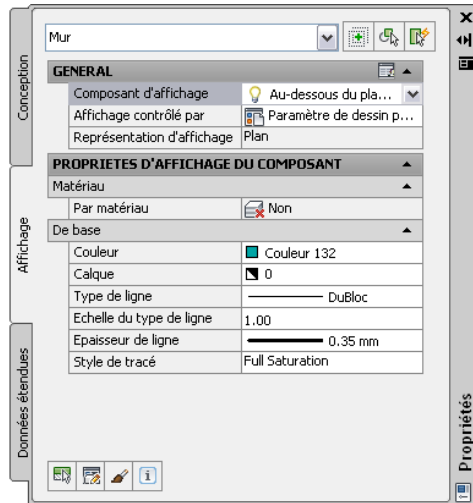 Mur
GENERAL
Composant d'affichage Au-dessous du pla...
Affichage contrôlé par Paramètre de dessin p...
Représentation d'affichage Plan
PROPRIETES D'AFFICHAGE DU COMPOSANT
Matériau
Par matériau Non
De base
Couleur Couleur 132
Calque 0
Type de ligne DuBloc
Echelle du type de ligne 1.00
Epaisseur de ligne 0.35 mm
Style de tracé Full Saturation
Conception
Affichage
Données étendues
Propriétés